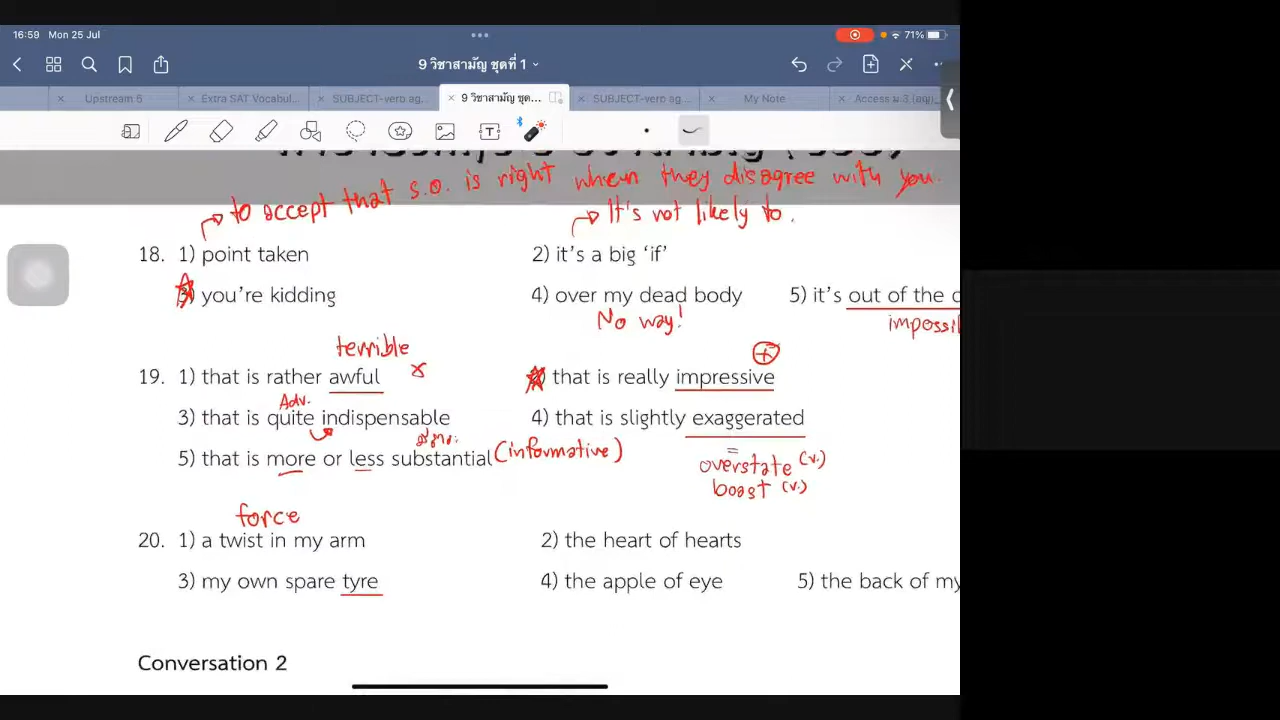 16:59 Mon 25 Jul
71%
9 วิชาสามัญ ชุดที่ 1
Upstream 6
Extra SAT Vocabul...
SUBJECT-verb ag...
9 วิชาสามัญ ชุด...
SUBJECT-verb ag...
My Note
Access ม 3 (ญ)_
to accept that s.o. is right when they disagree with you.
It's not likely to.
18. 1) point taken 2) it's a big 'if'
3) you're kidding 4) over my dead body 5) it's out of the
No way! impossi
terrible
19. 1) that is rather awful that is really impressive
Adv.
3) that is quite indispensable 4) that is slightly exaggerated
5) that is more or less substantial (informative)
= overstate (v.)
boast (v.)
force
20. 1) a twist in my arm 2) the heart of hearts
3) my own spare tyre 4) the apple of eye 5) the back of my
Conversation 2